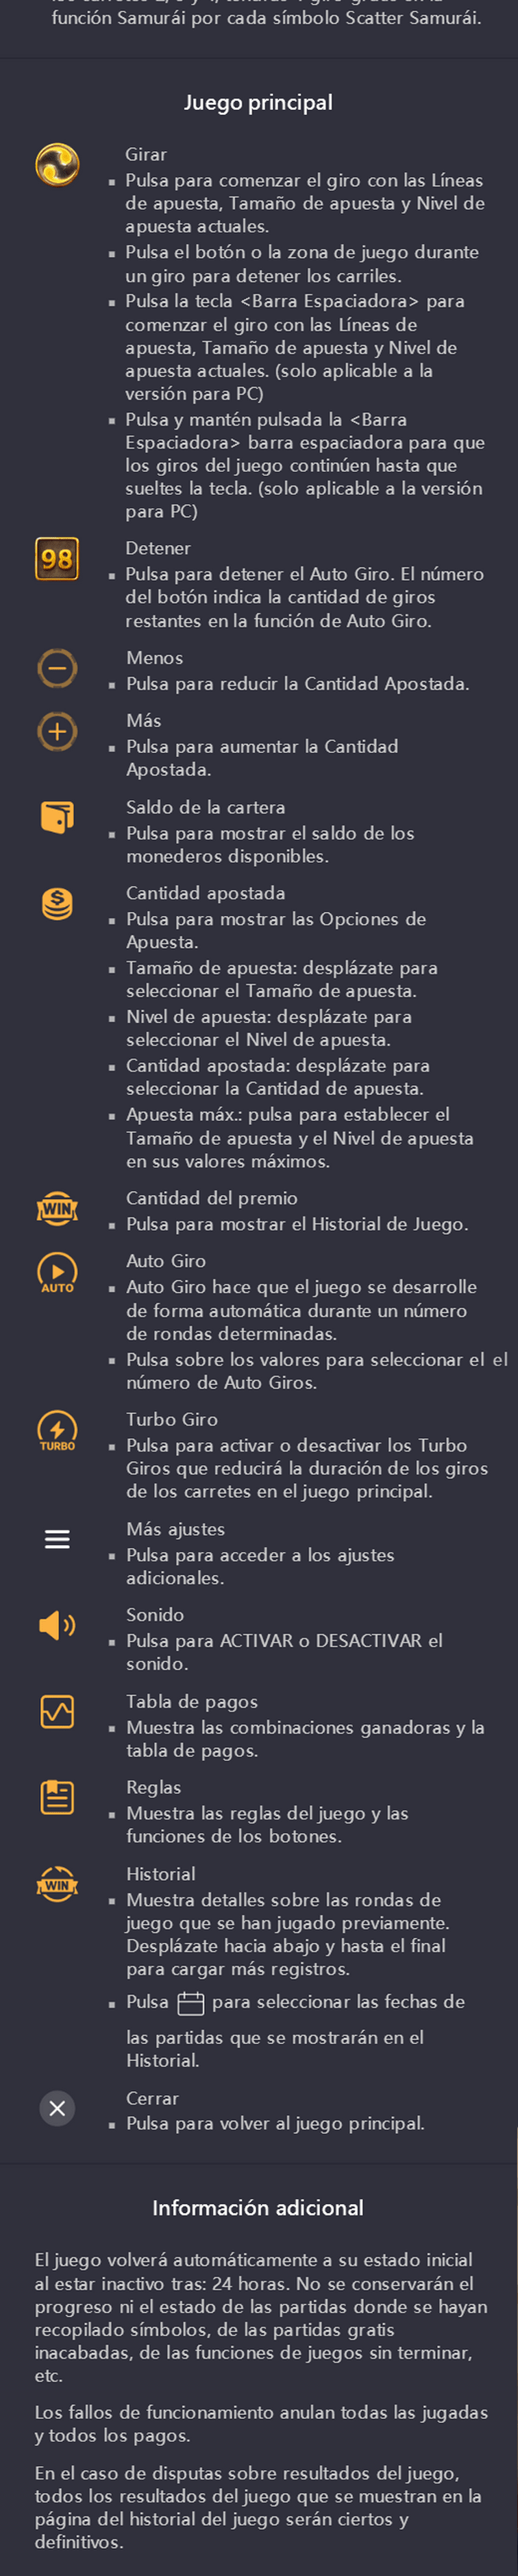 función Samurái por cada símbolo Scatter Samurái.
Juego principal
Girar
Pulsa para comenzar el giro con las Líneas
de apuesta, Tamaño de apuesta y Nivel de
apuesta actuales.
Pulsa el botón o la zona de juego durante
un giro para detener los carriles.
Pulsa la tecla <Barra Espaciadora> para
comenzar el giro con las Líneas de
apuesta, Tamaño de apuesta y Nivel de
apuesta actuales. (solo aplicable a la
versión para PC)
Pulsa y mantén pulsada la <Barra
Espaciadora> barra espaciadora para que
los giros del juego continúen hasta que
sueltes la tecla. (solo aplicable a la versión
para PC)
98
Detener
Pulsa para detener el Auto Giro. El número
del botón indica la cantidad de giros
restantes en la función de Auto Giro.
Menos
Pulsa para reducir la Cantidad Apostada.
Más
Pulsa para aumentar la Cantidad
Apostada.
Saldo de la cartera
Pulsa para mostrar el saldo de los
monederos disponibles.
Cantidad apostada
Pulsa para mostrar las Opciones de
Apuesta.
Tamaño de apuesta: desplázate para
seleccionar el Tamaño de apuesta.
Nivel de apuesta: desplázate para
seleccionar el Nivel de apuesta.
Cantidad apostada: desplázate para
seleccionar la Cantidad de apuesta.
Apuesta máx.: pulsa para establecer el
Tamaño de apuesta y el Nivel de apuesta
en sus valores máximos.
WIN
Cantidad del premio
Pulsa para mostrar el Historial de Juego.
AUTO
Auto Giro
Auto Giro hace que el juego se desarrolle
de forma automática durante un número
de rondas determinadas.
Pulsa sobre los valores para seleccionar el el
número de Auto Giros.
TURBO
Turbo Giro
Pulsa para activar o desactivar los Turbo
Giros que reducirá la duración de los giros
de los carretes en el juego principal.
Más ajustes
Pulsa para acceder a los ajustes
adicionales.
Sonido
Pulsa para ACTIVAR o DESACTIVAR el
sonido.
Tabla de pagos
Muestra las combinaciones ganadoras y la
tabla de pagos.
Reglas
Muestra las reglas del juego y las
funciones de los botones.
WIN
Historial
Muestra detalles sobre las rondas de
juego que se han jugado previamente.
Desplázate hacia abajo y hasta el final
para cargar más registros.
Pulsa para seleccionar las fechas de
las partidas que se mostrarán en el
Historial.
Cerrar
Pulsa para volver al juego principal.
Información adicional
El juego volverá automáticamente a su estado inicial
al estar inactivo tras: 24 horas. No se conservarán el
progreso ni el estado de las partidas donde se hayan
recopilado símbolos, de las partidas gratis
inacabadas, de las funciones de juegos sin terminar,
etc.
Los fallos de funcionamiento anulan todas las jugadas
y todos los pagos.
En el caso de disputas sobre resultados del juego,
todos los resultados del juego que se muestran en la
página del historial del juego serán ciertos y
definitivos.